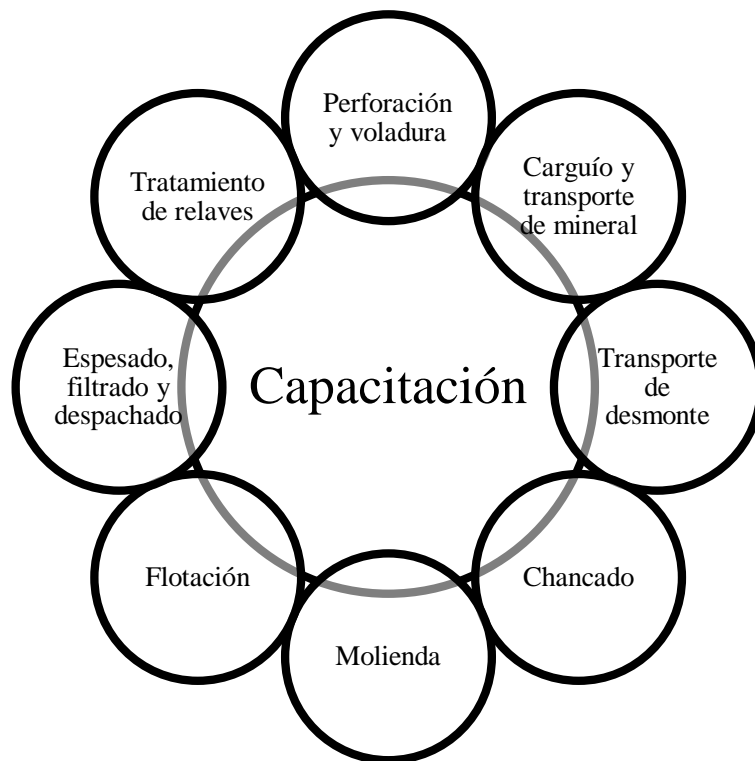 Perforación
y voladura
Carguío y
transporte
de mineral
Transporte
de
desmonte
Chancado
Molienda
Flotación
Espesado,
filtrado y
despachado
Tratamiento
de relaves
Capacitación